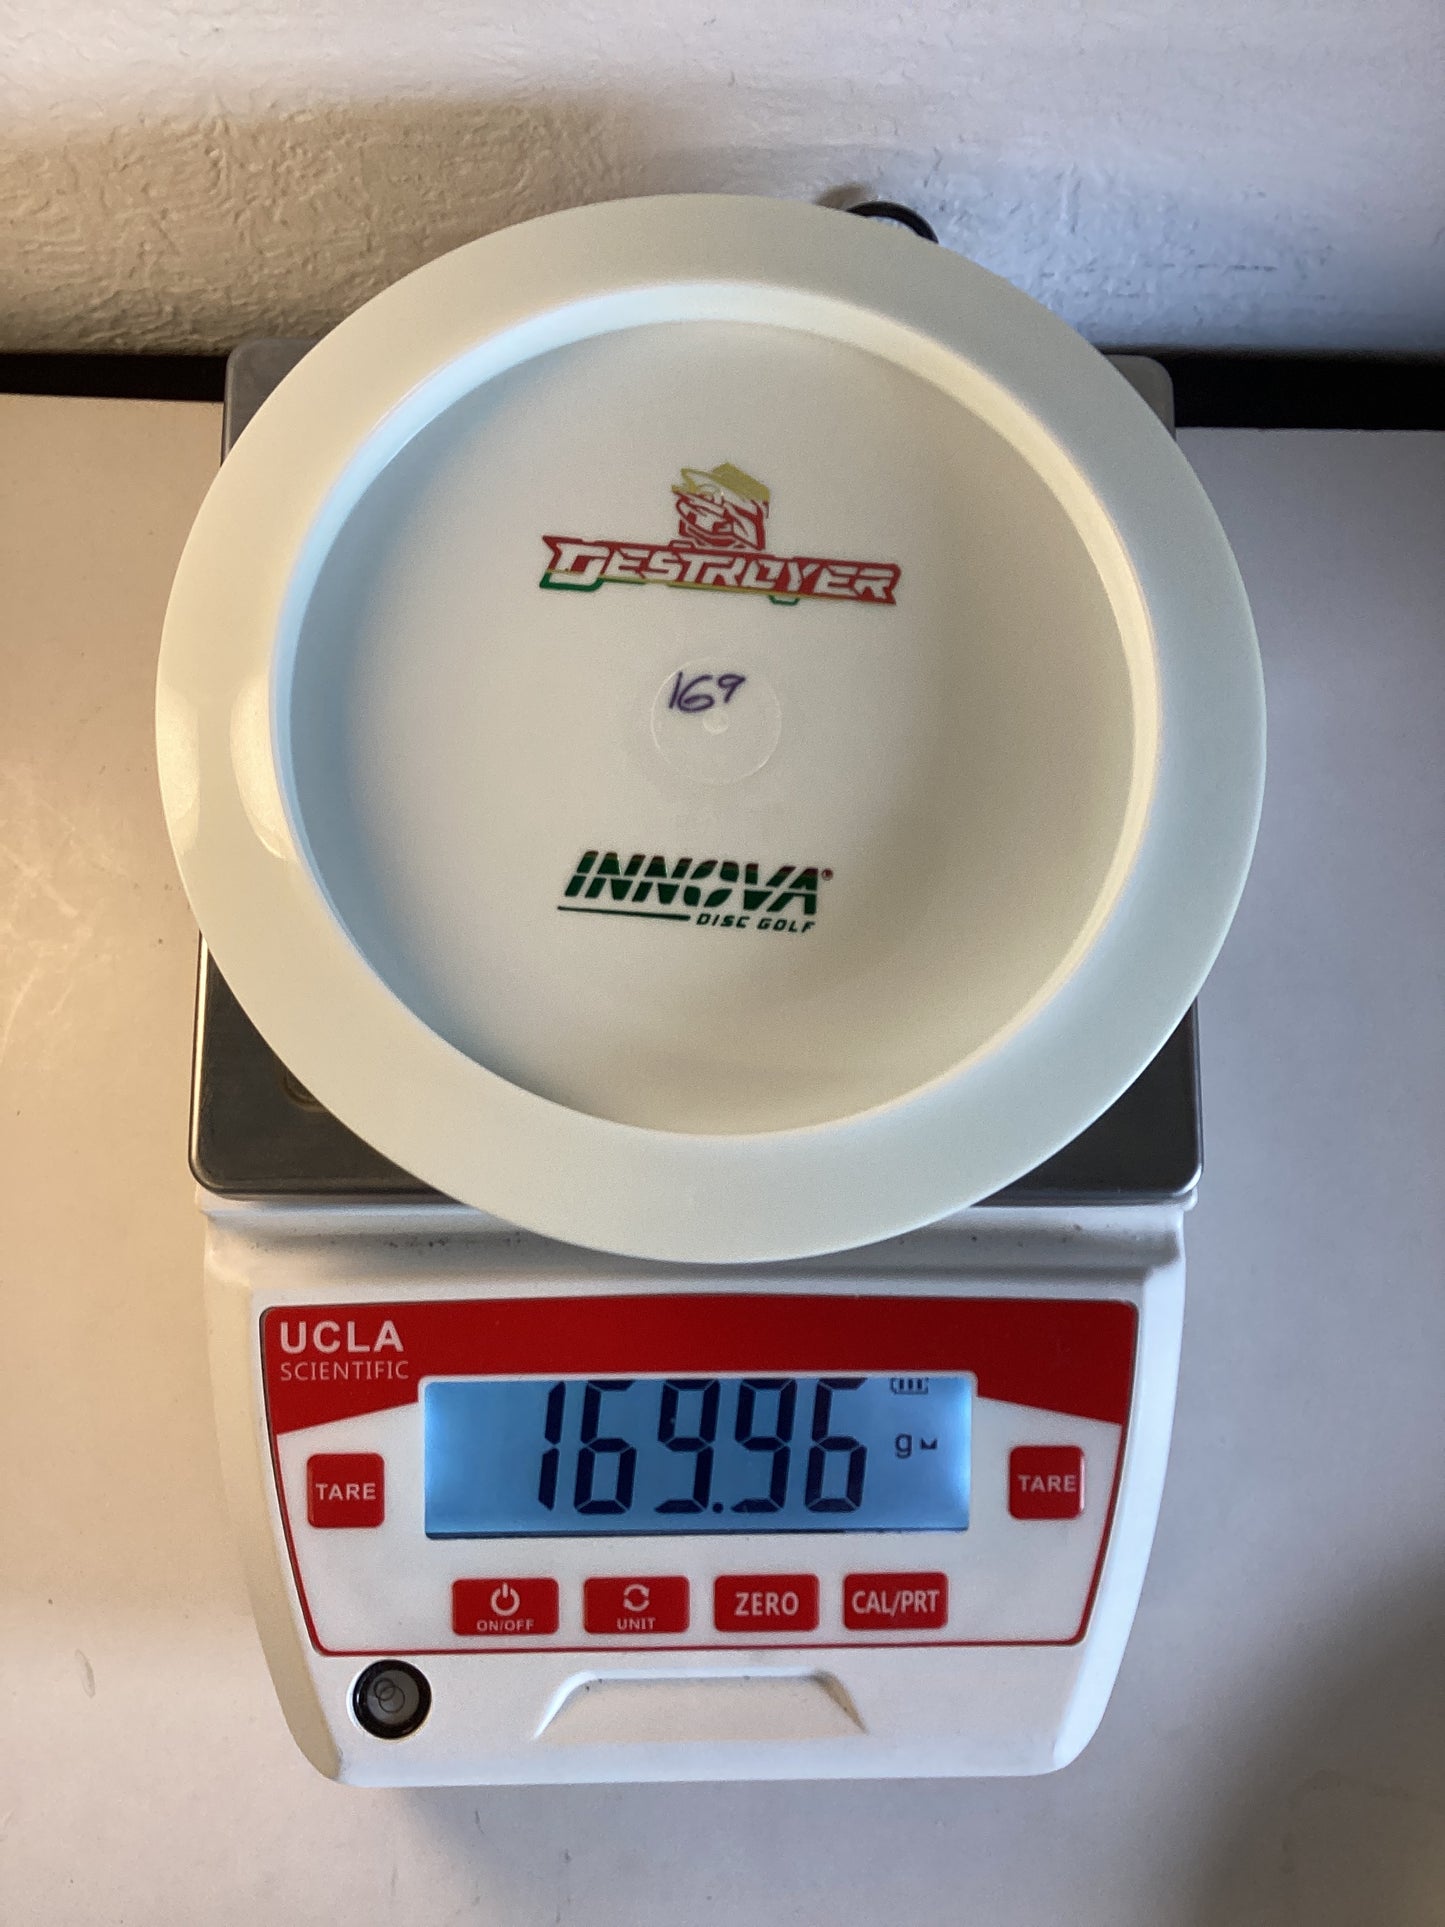 DESTROYER
169
INNOVA®
DISC GOLF
UCLA
SCIENTIFIC
169.96 g
TARE
TARE
ON/OFF
UNIT
ZERO
CAL/PRT